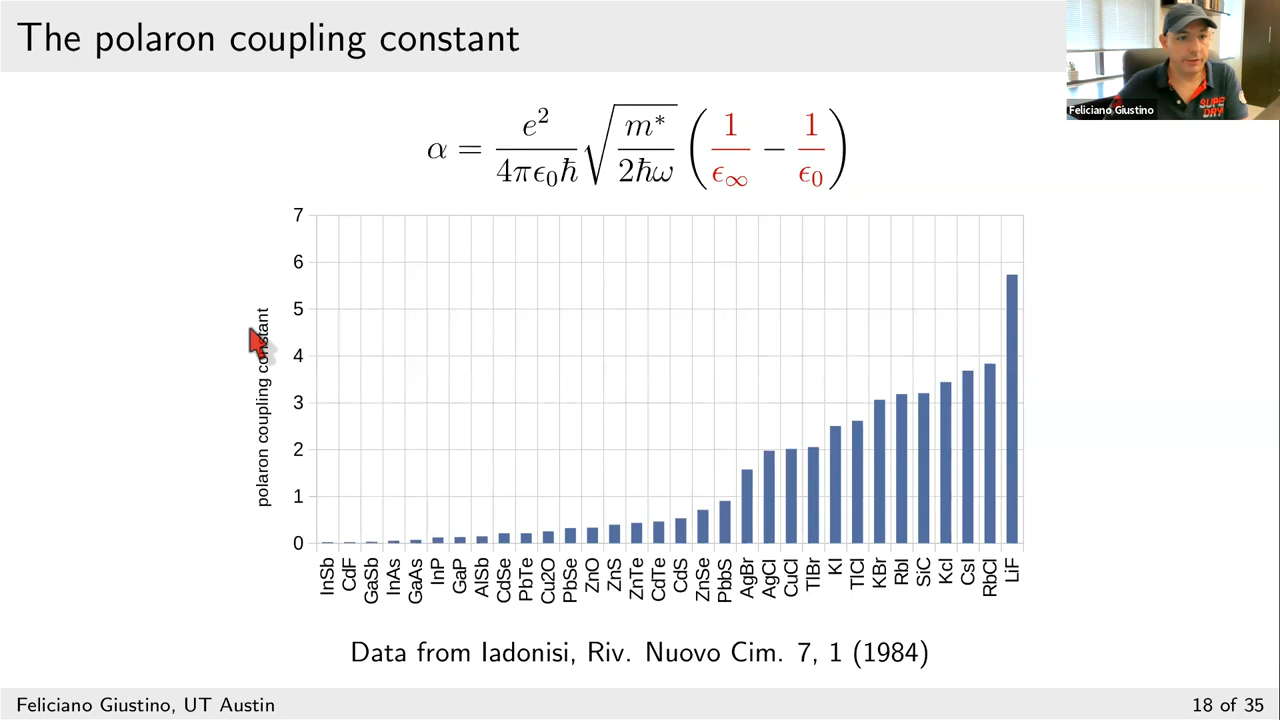 The polaron coupling constant
Feliciano Giustino
SUPE
DRY
α = e² / 4πϵ₀ħ √(m* / 2ħω) (1/ϵ∞ − 1/ϵ₀)
7
6
5
4
3
2
1
0
polaron coupling constant
InSb CdF GaSb InAs GaAs InP GaP AlSb CdSe PbTe Cu2O PbSe ZnO ZnS ZnTe CdTe CdS ZnSe PbbS AgBr AgCl CuCl TlBr KI TlCl KBr RbI SiC Kcl CsI RbCl LiF
Data from Iadonisi, Riv. Nuovo Cim. 7, 1 (1984)
Feliciano Giustino, UT Austin
18 of 35